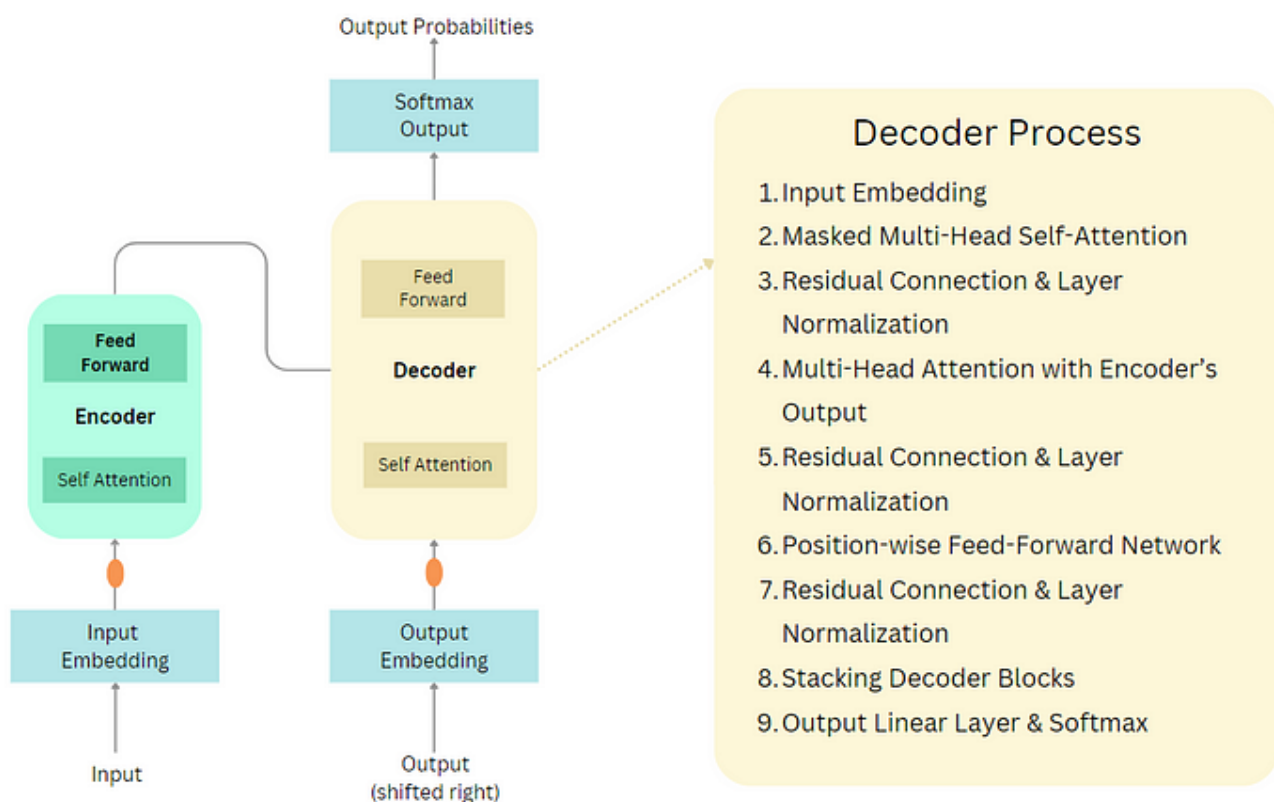 Output Probabilities
Softmax
Output
Feed
Forward
Decoder
Self Attention
Feed
Forward
Encoder
Self Attention
Input
Embedding
Output
Embedding
Input
Output
(shifted right)
Decoder Process
1. Input Embedding
2. Masked Multi-Head Self-Attention
3. Residual Connection & Layer
Normalization
4. Multi-Head Attention with Encoder’s
Output
5. Residual Connection & Layer
Normalization
6. Position-wise Feed-Forward Network
7. Residual Connection & Layer
Normalization
8. Stacking Decoder Blocks
9. Output Linear Layer & Softmax